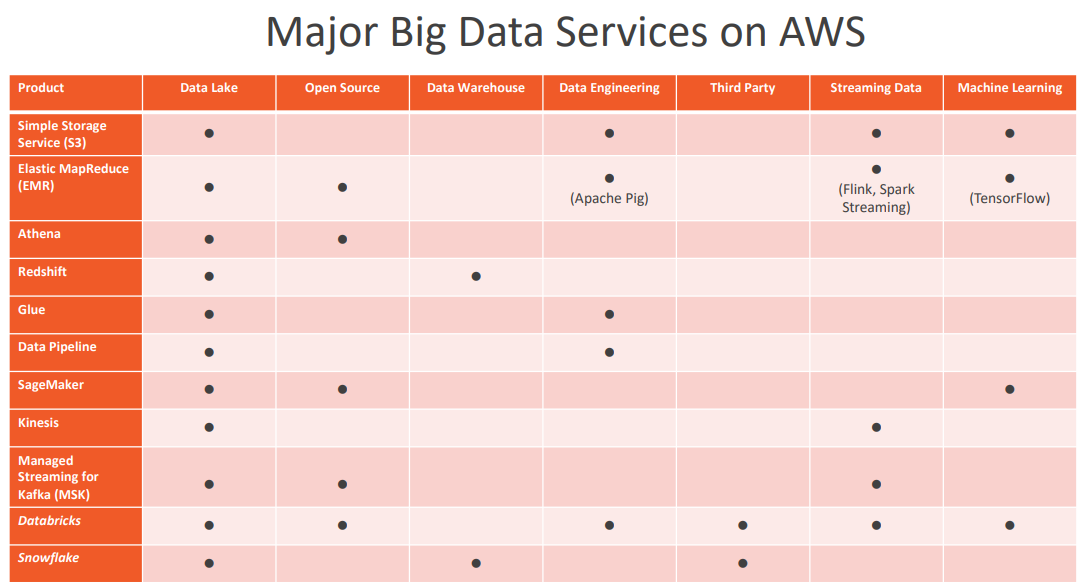 Major Big Data Services on AWS
Product Data Lake Open Source Data Warehouse Data Engineering Third Party Streaming Data Machine Learning
Simple Storage
Service (S3) ● ● ● ●
Elastic MapReduce
(EMR) ● ● ● ● ●
(Apache Pig) (Flink, Spark
Streaming) (TensorFlow)
Athena ● ●
Redshift ● ●
Glue ● ●
Data Pipeline ● ●
SageMaker ● ● ●
Kinesis ● ●
Managed
Streaming for
Kafka (MSK) ● ● ●
Databricks ● ● ● ● ● ●
Snowflake ● ● ●